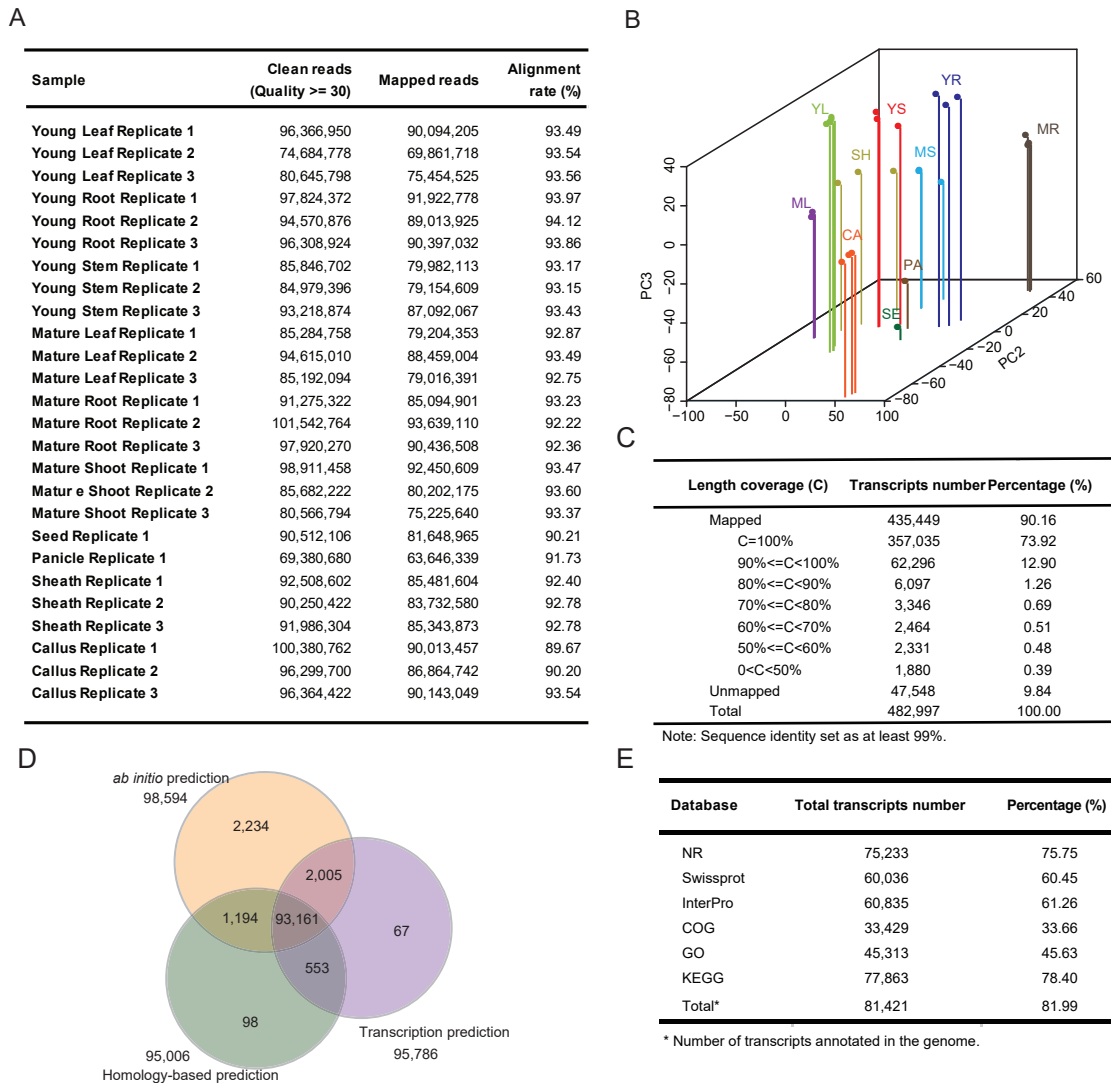 A
Sample Clean reads (Quality >= 30) Mapped reads Alignment rate (%)
Young Leaf Replicate 1 96,366,950 90,094,205 93.49
Young Leaf Replicate 2 74,684,778 69,861,718 93.54
Young Leaf Replicate 3 80,645,798 75,454,525 93.56
Young Root Replicate 1 97,824,372 91,922,778 93.97
Young Root Replicate 2 94,570,876 89,013,925 94.12
Young Root Replicate 3 96,308,924 90,397,032 93.86
Young Stem Replicate 1 85,846,702 79,982,113 93.17
Young Stem Replicate 2 84,979,396 79,154,609 93.15
Young Stem Replicate 3 93,218,874 87,092,067 93.43
Mature Leaf Replicate 1 85,284,758 79,204,353 92.87
Mature Leaf Replicate 2 94,615,010 88,459,004 93.49
Mature Leaf Replicate 3 85,192,094 79,016,391 92.75
Mature Root Replicate 1 91,275,322 85,094,901 93.23
Mature Root Replicate 2 101,542,764 93,639,110 92.22
Mature Root Replicate 3 97,920,270 90,436,508 92.36
Mature Shoot Replicate 1 98,911,458 92,450,609 93.47
Matur e Shoot Replicate 2 85,682,222 80,202,175 93.60
Mature Shoot Replicate 3 80,566,794 75,225,640 93.37
Seed Replicate 1 90,512,106 81,648,965 90.21
Panicle Replicate 1 69,380,680 63,646,339 91.73
Sheath Replicate 1 92,508,602 85,481,604 92.40
Sheath Replicate 2 90,250,422 83,732,580 92.78
Sheath Replicate 3 91,986,304 85,343,873 92.78
Callus Replicate 1 100,380,762 90,013,457 89.67
Callus Replicate 2 96,299,700 86,864,742 90.20
Callus Replicate 3 96,364,422 90,143,049 93.54
B
YL
YS
YR
MR
SH
MS
ML
CA
PA
SE
PC3
40
20
0
−20
−40
−60
−80
−100 −50 0 50 100
PC2
−80
−60
−40
−20
0
20
40
60
C
Length coverage (C) Transcripts number Percentage (%)
Mapped 435,449 90.16
C=100% 357,035 73.92
90%<=C<100% 62,296 12.90
80%<=C<90% 6,097 1.26
70%<=C<80% 3,346 0.69
60%<=C<70% 2,464 0.51
50%<=C<60% 2,331 0.48
0<C<50% 1,880 0.39
Unmapped 47,548 9.84
Total 482,997 100.00
Note: Sequence identity set as at least 99%.
D
ab initio prediction
98,594
2,234
2,005
1,194
93,161
67
553
98
Transcription prediction
95,786
95,006
Homology-based prediction
E
Database Total transcripts number Percentage (%)
NR 75,233 75.75
Swissprot 60,036 60.45
InterPro 60,835 61.26
COG 33,429 33.66
GO 45,313 45.63
KEGG 77,863 78.40
Total* 81,421 81.99
* Number of transcripts annotated in the genome.